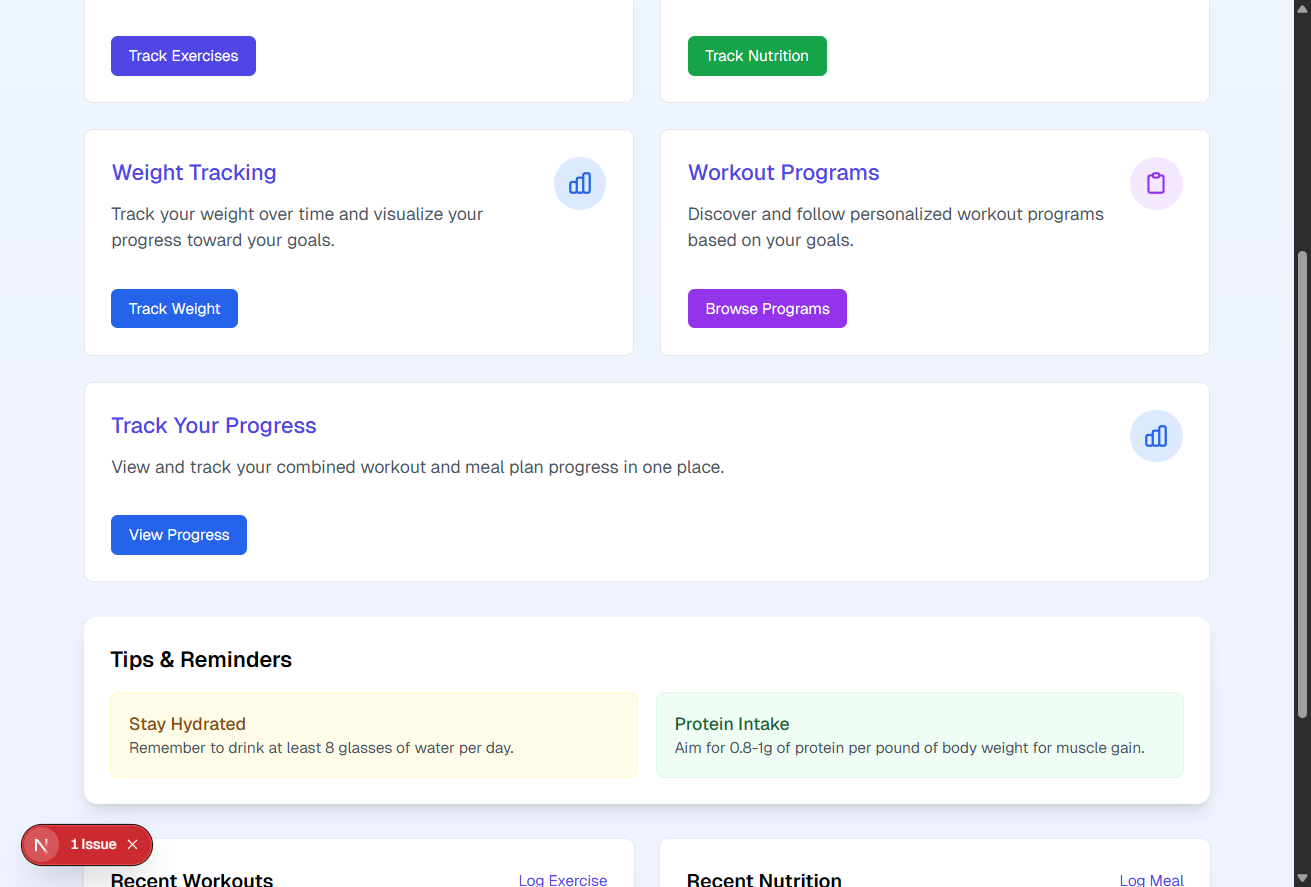 Track Exercises
Track Nutrition
Weight Tracking
Track your weight over time and visualize your
progress toward your goals.
Track Weight
Workout Programs
Discover and follow personalized workout programs
based on your goals.
Browse Programs
Track Your Progress
View and track your combined workout and meal plan progress in one place.
View Progress
Tips & Reminders
Stay Hydrated
Remember to drink at least 8 glasses of water per day.
Protein Intake
Aim for 0.8-1g of protein per pound of body weight for muscle gain.
N 1 Issue
Recent Workouts
Log Exercise
Recent Nutrition
Log Meal